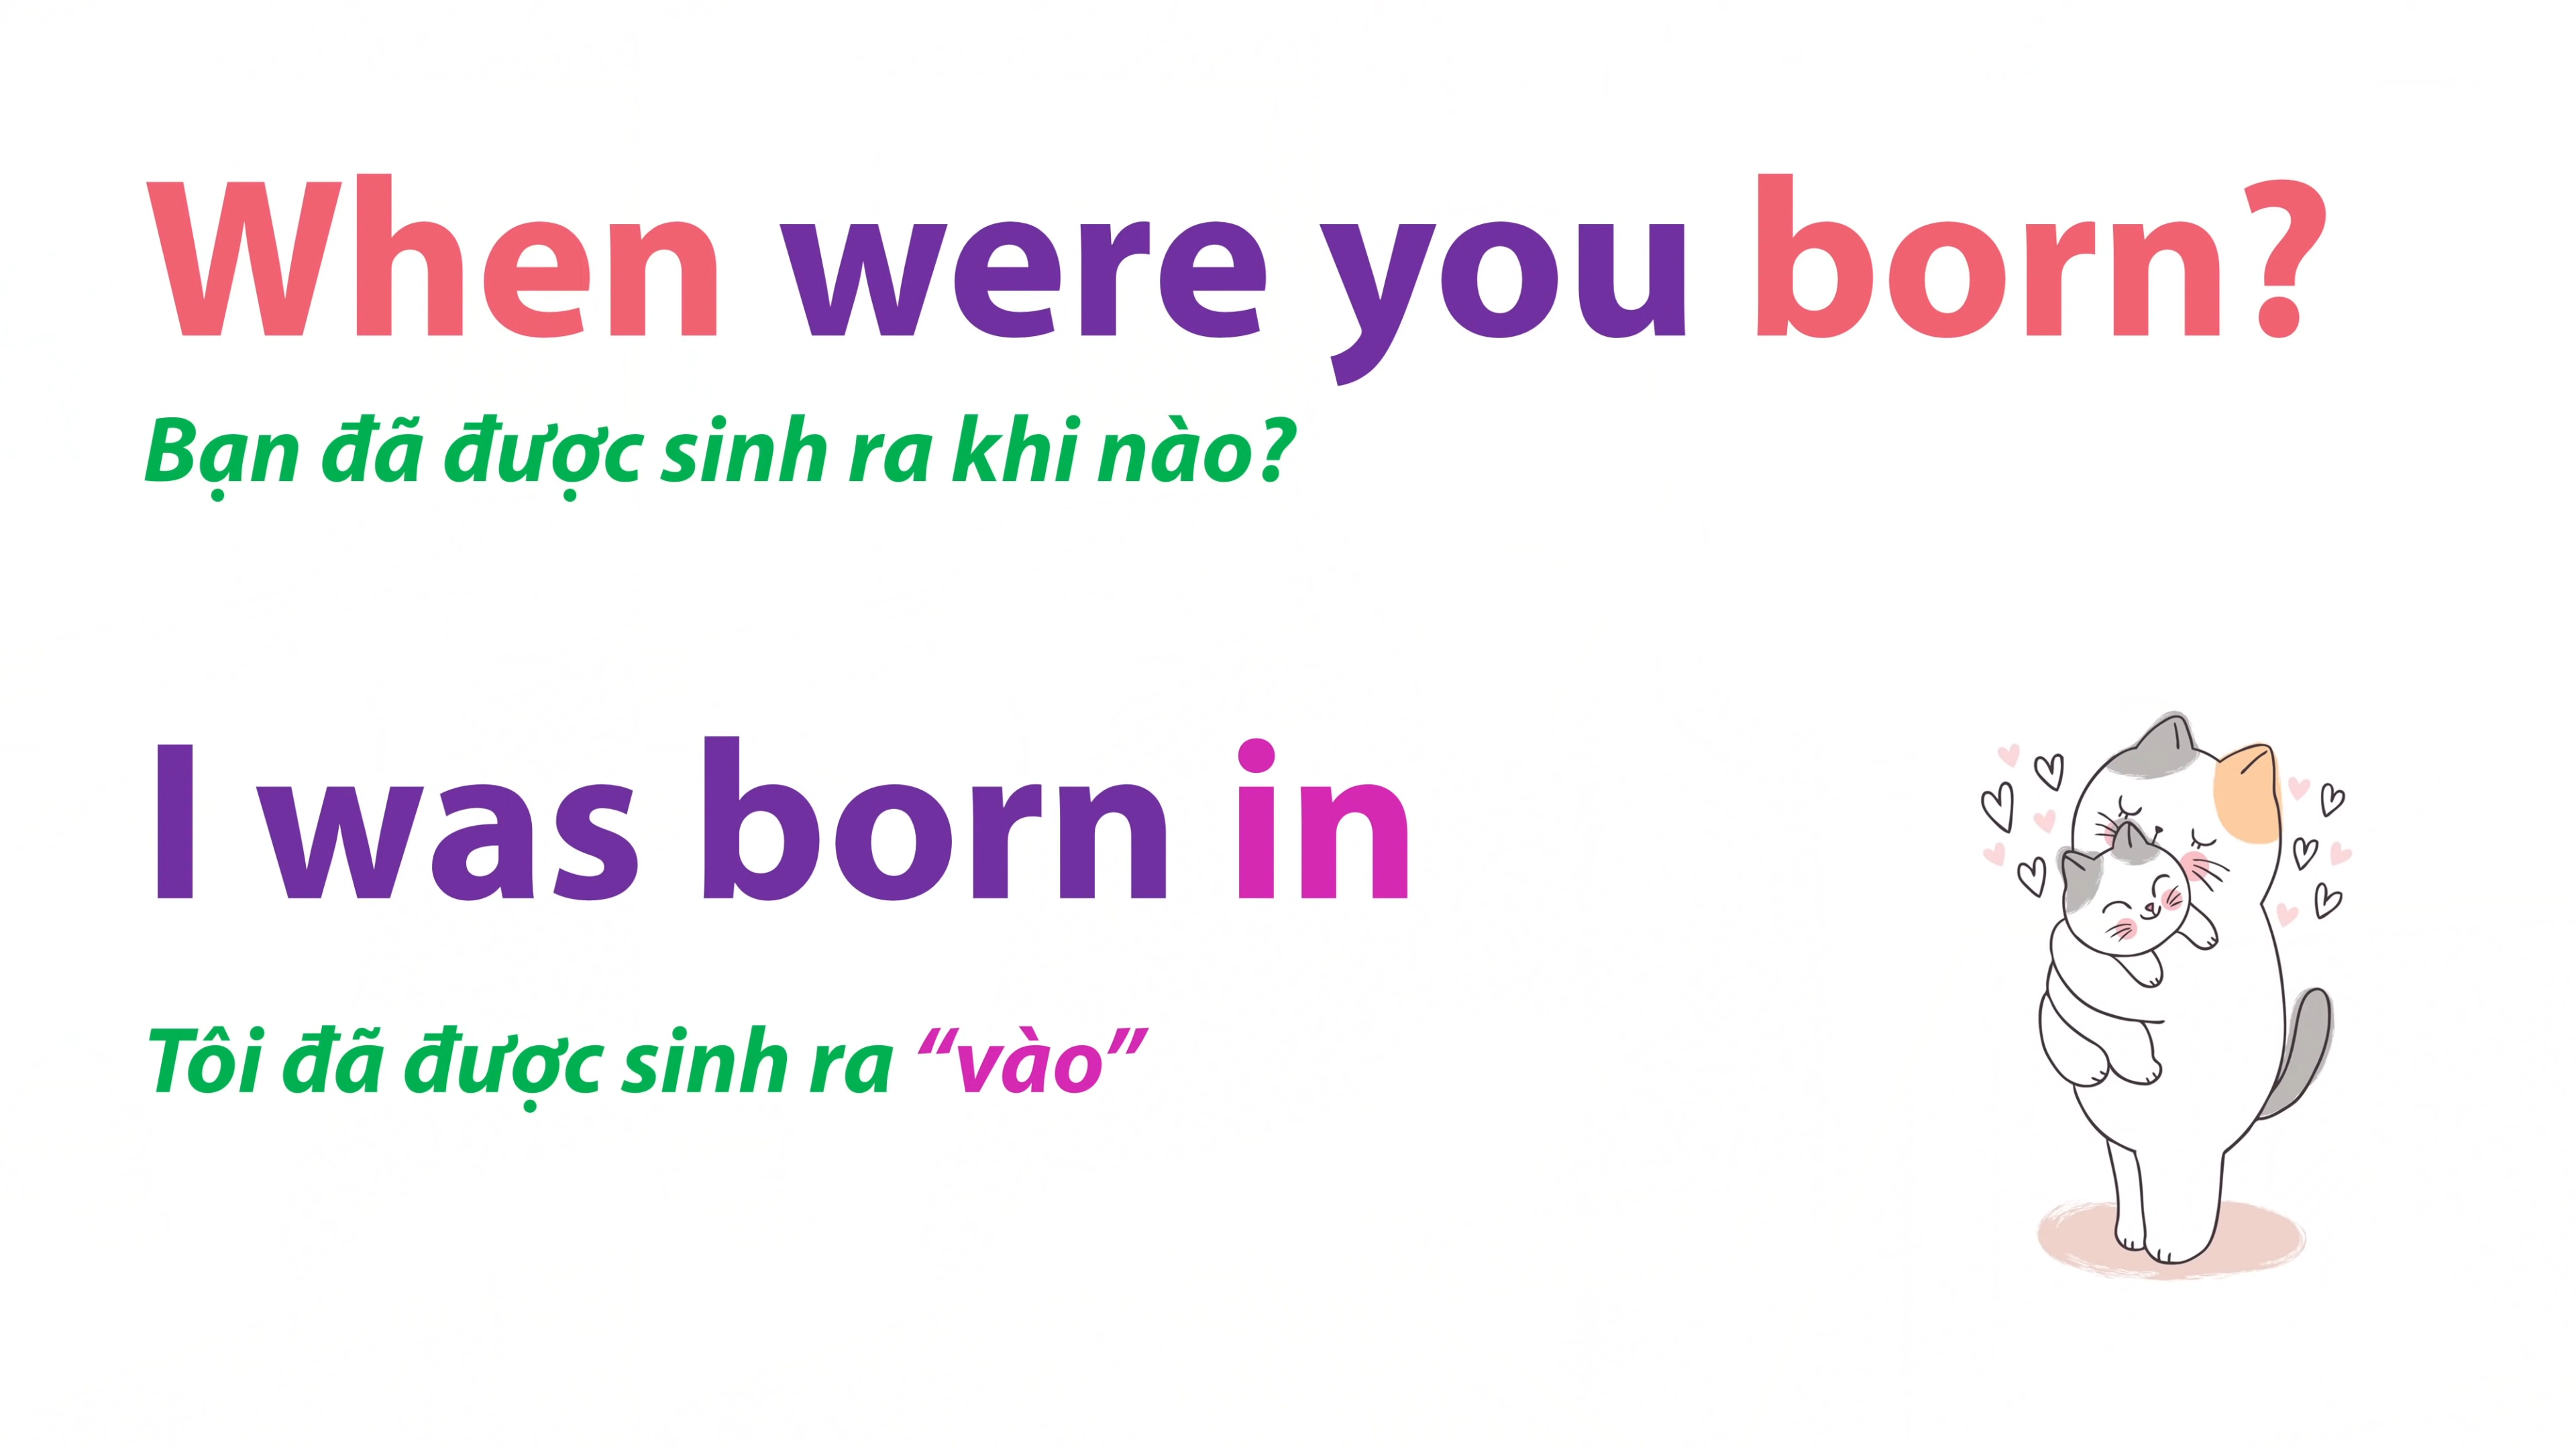 When were you born?
Bạn đã được sinh ra khi nào?
I was born in
Tôi đã được sinh ra “vào”